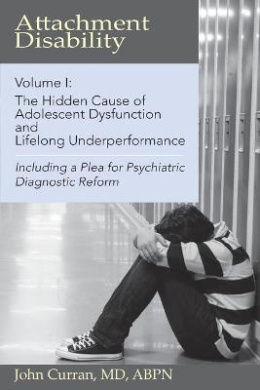 Attachment
Disability
Volume I:
The Hidden Cause of
Adolescent Dysfunction
and
Lifelong Underperformance
Including a Plea for Psychiatric
Diagnostic Reform
John Curran, MD, ABPN